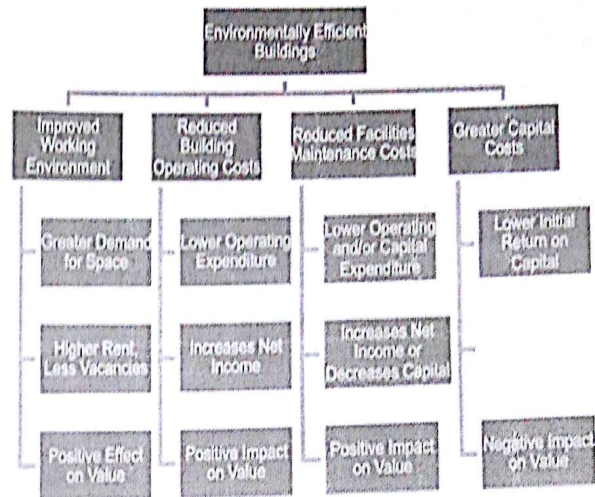 Environmentally Efficient
Buildings
Improved
Working
Environment
Reduced
Building
Operating Costs
Reduced Facilities
Maintenance Costs
Greater Capital
Costs
Greater Demand
for Space
Lower Operating
Expenditure
Lower Operating
and/or Capital
Expenditure
Lower Initial
Return on
Capital
Higher Rent,
Less Vacancies
Increases Net
Income
Increases Net
Income or
Decreases Capital
Positive Effect
on Value
Positive Impact
on Value
Positive Impact
on Value
Negative Impact
on Value